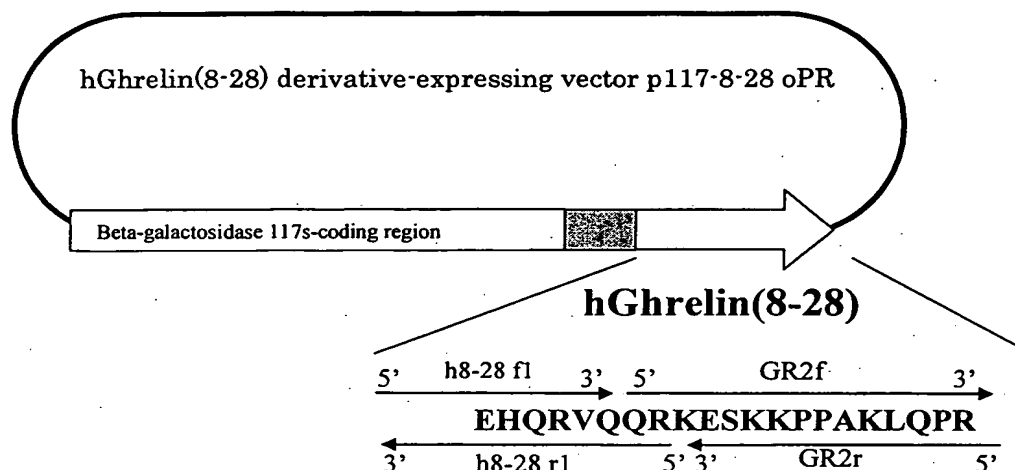 hGhrelin(8-28) derivative-expressing vector p117-8-28 oPR
Beta-galactosidase 117s-coding region
hGhrelin(8-28)
5’ h8-28 f1 3’ 5’ GR2f 3’
EHQRVQQRKESKKPPAKLQPR
3’ h8-28 r1 5’ 3’ GR2r 5’